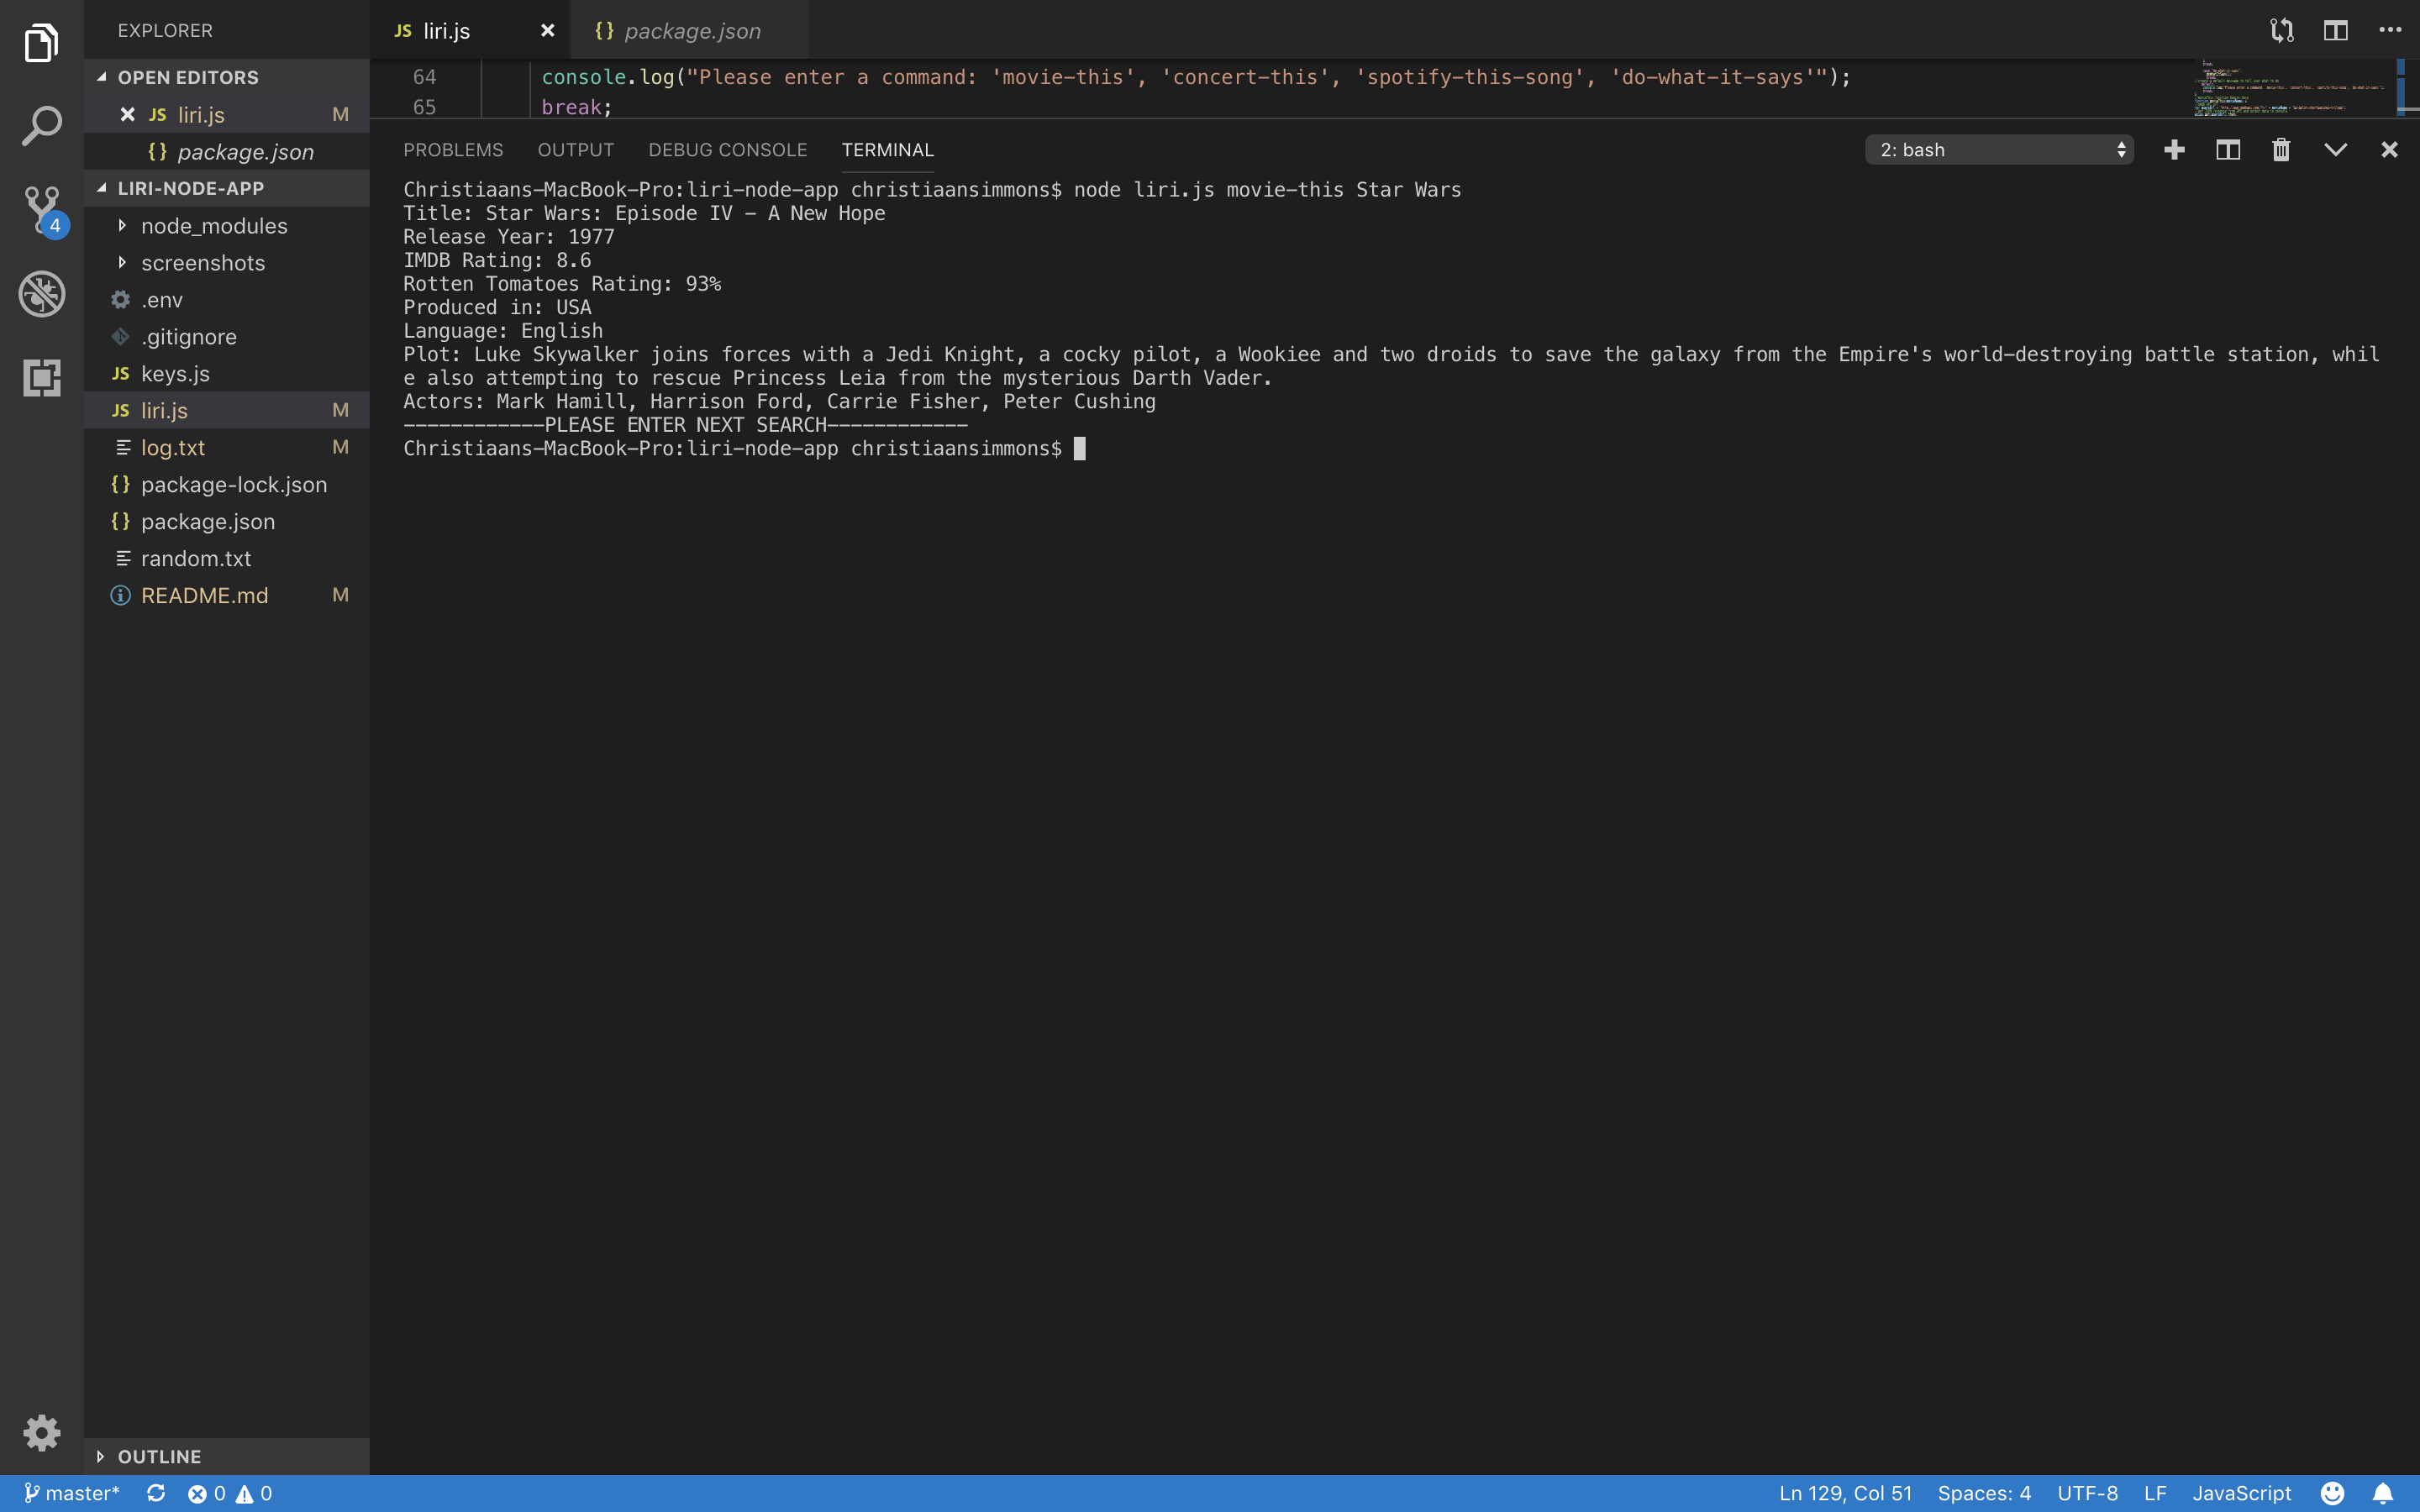 EXPLORER
OPEN EDITORS
JS liri.js M
{} package.json
LIRI-NODE-APP
node_modules
screenshots
.env
.gitignore
JS keys.js
JS liri.js M
log.txt M
{} package-lock.json
{} package.json
random.txt
README.md M
OUTLINE
4
JS liri.js
{} package.json
64 console.log("Please enter a command: 'movie-this', 'concert-this', 'spotify-this-song', 'do-what-it-says'");
65 break;
PROBLEMS OUTPUT DEBUG CONSOLE TERMINAL 2: bash
Christiaans-MacBook-Pro:liri-node-app christiaansimmons$ node liri.js movie-this Star Wars
Title: Star Wars: Episode IV - A New Hope
Release Year: 1977
IMDB Rating: 8.6
Rotten Tomatoes Rating: 93%
Produced in: USA
Language: English
Plot: Luke Skywalker joins forces with a Jedi Knight, a cocky pilot, a Wookiee and two droids to save the galaxy from the Empire's world-destroying battle station, whil
e also attempting to rescue Princess Leia from the mysterious Darth Vader.
Actors: Mark Hamill, Harrison Ford, Carrie Fisher, Peter Cushing
------------PLEASE ENTER NEXT SEARCH------------
Christiaans-MacBook-Pro:liri-node-app christiaansimmons$
master* 0 0 Ln 129, Col 51 Spaces: 4 UTF-8 LF JavaScript